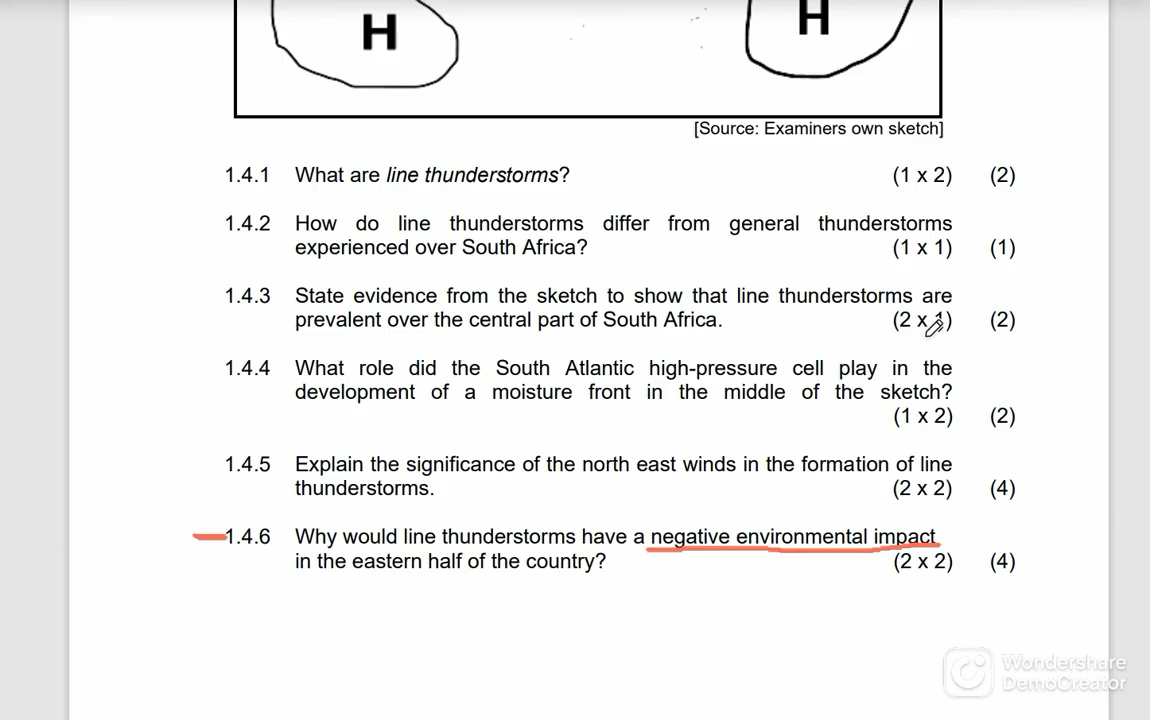 H
H
[Source: Examiners own sketch]
1.4.1 What are line thunderstorms? (1 x 2) (2)
1.4.2 How do line thunderstorms differ from general thunderstorms
experienced over South Africa? (1 x 1) (1)
1.4.3 State evidence from the sketch to show that line thunderstorms are
prevalent over the central part of South Africa. (2 x 1) (2)
1.4.4 What role did the South Atlantic high-pressure cell play in the
development of a moisture front in the middle of the sketch?
(1 x 2) (2)
1.4.5 Explain the significance of the north east winds in the formation of line
thunderstorms. (2 x 2) (4)
1.4.6 Why would line thunderstorms have a negative environmental impact
in the eastern half of the country? (2 x 2) (4)
Wondershare
DemoCreator